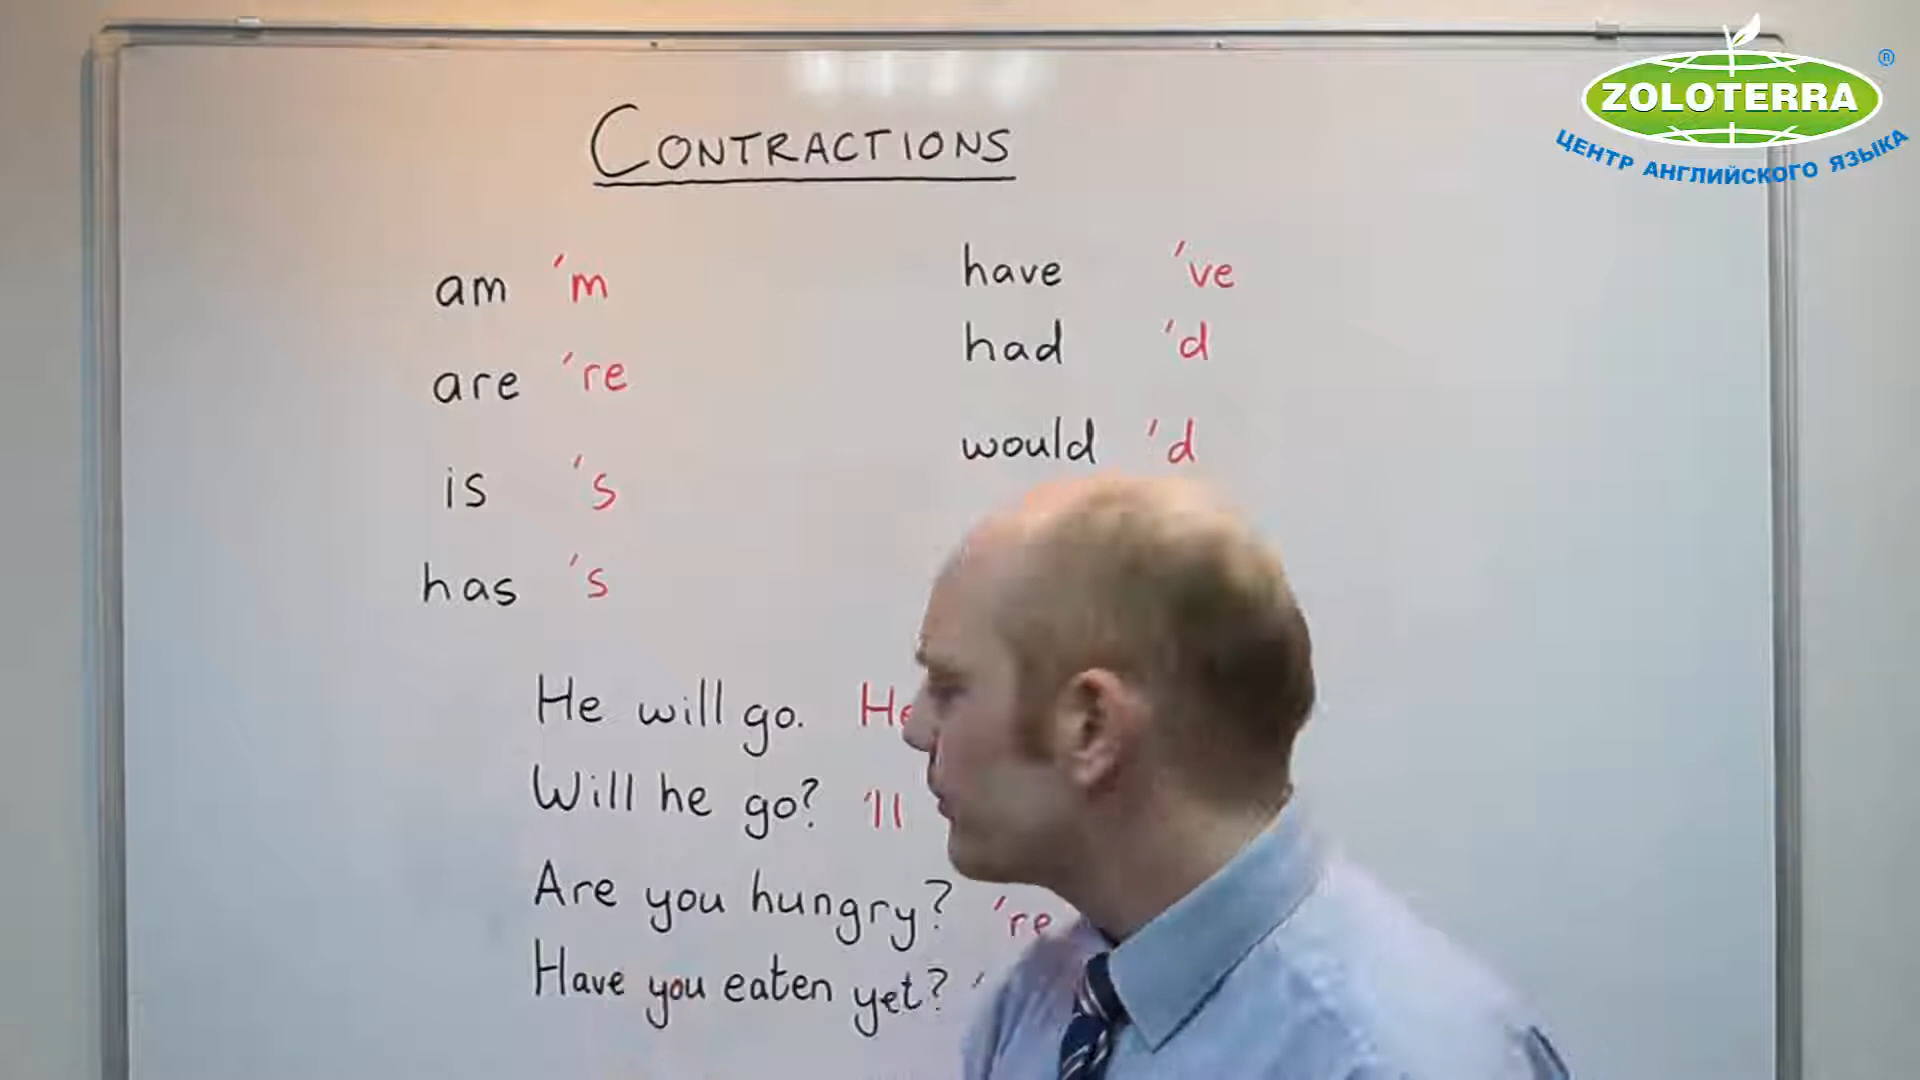 ZOLOTERRA ®
ЦЕНТР АНГЛИЙСКОГО ЯЗЫКА
CONTRACTIONS
am 'm
are 're
is 's
has 's
have 've
had 'd
would 'd
He will go.
Will he go? 'll
Are you hungry? 're
Have you eaten yet?